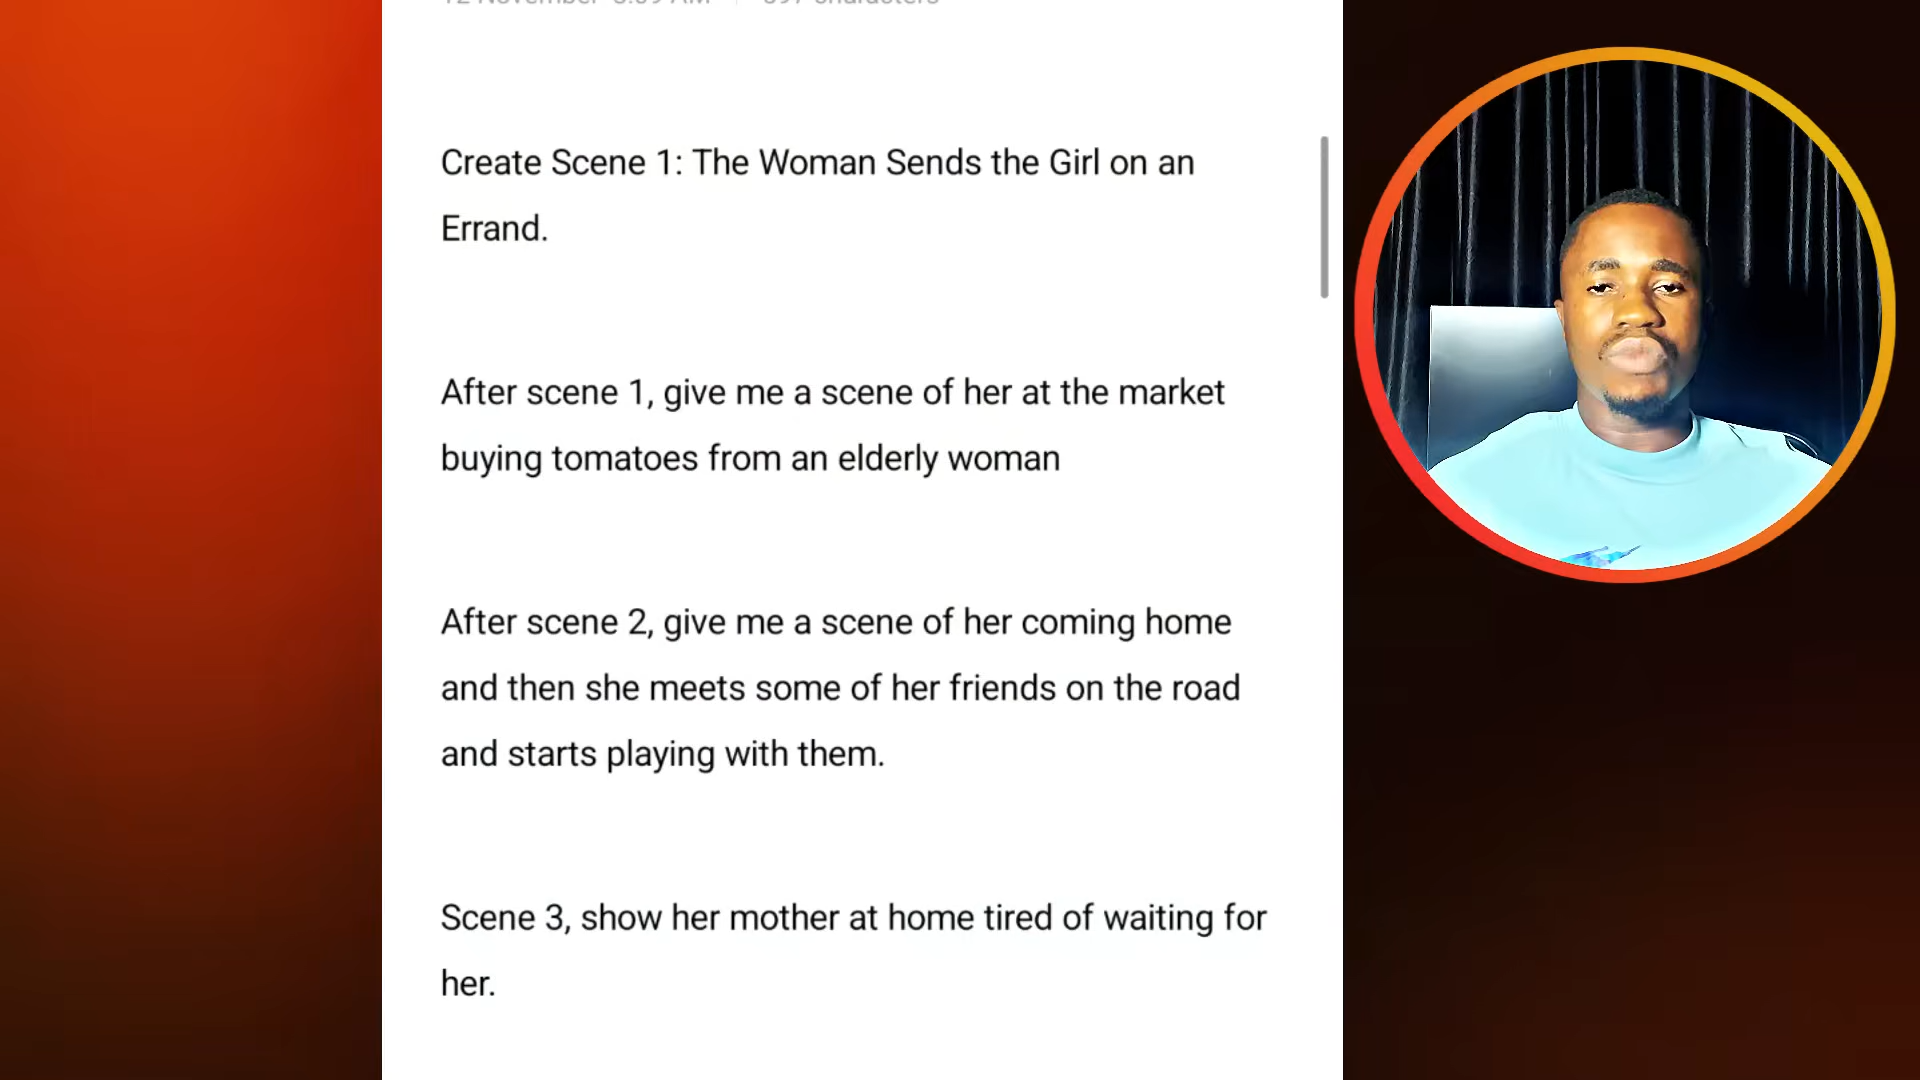 Create Scene 1: The Woman Sends the Girl on an
Errand.
After scene 1, give me a scene of her at the market
buying tomatoes from an elderly woman
After scene 2, give me a scene of her coming home
and then she meets some of her friends on the road
and starts playing with them.
Scene 3, show her mother at home tired of waiting for
her.